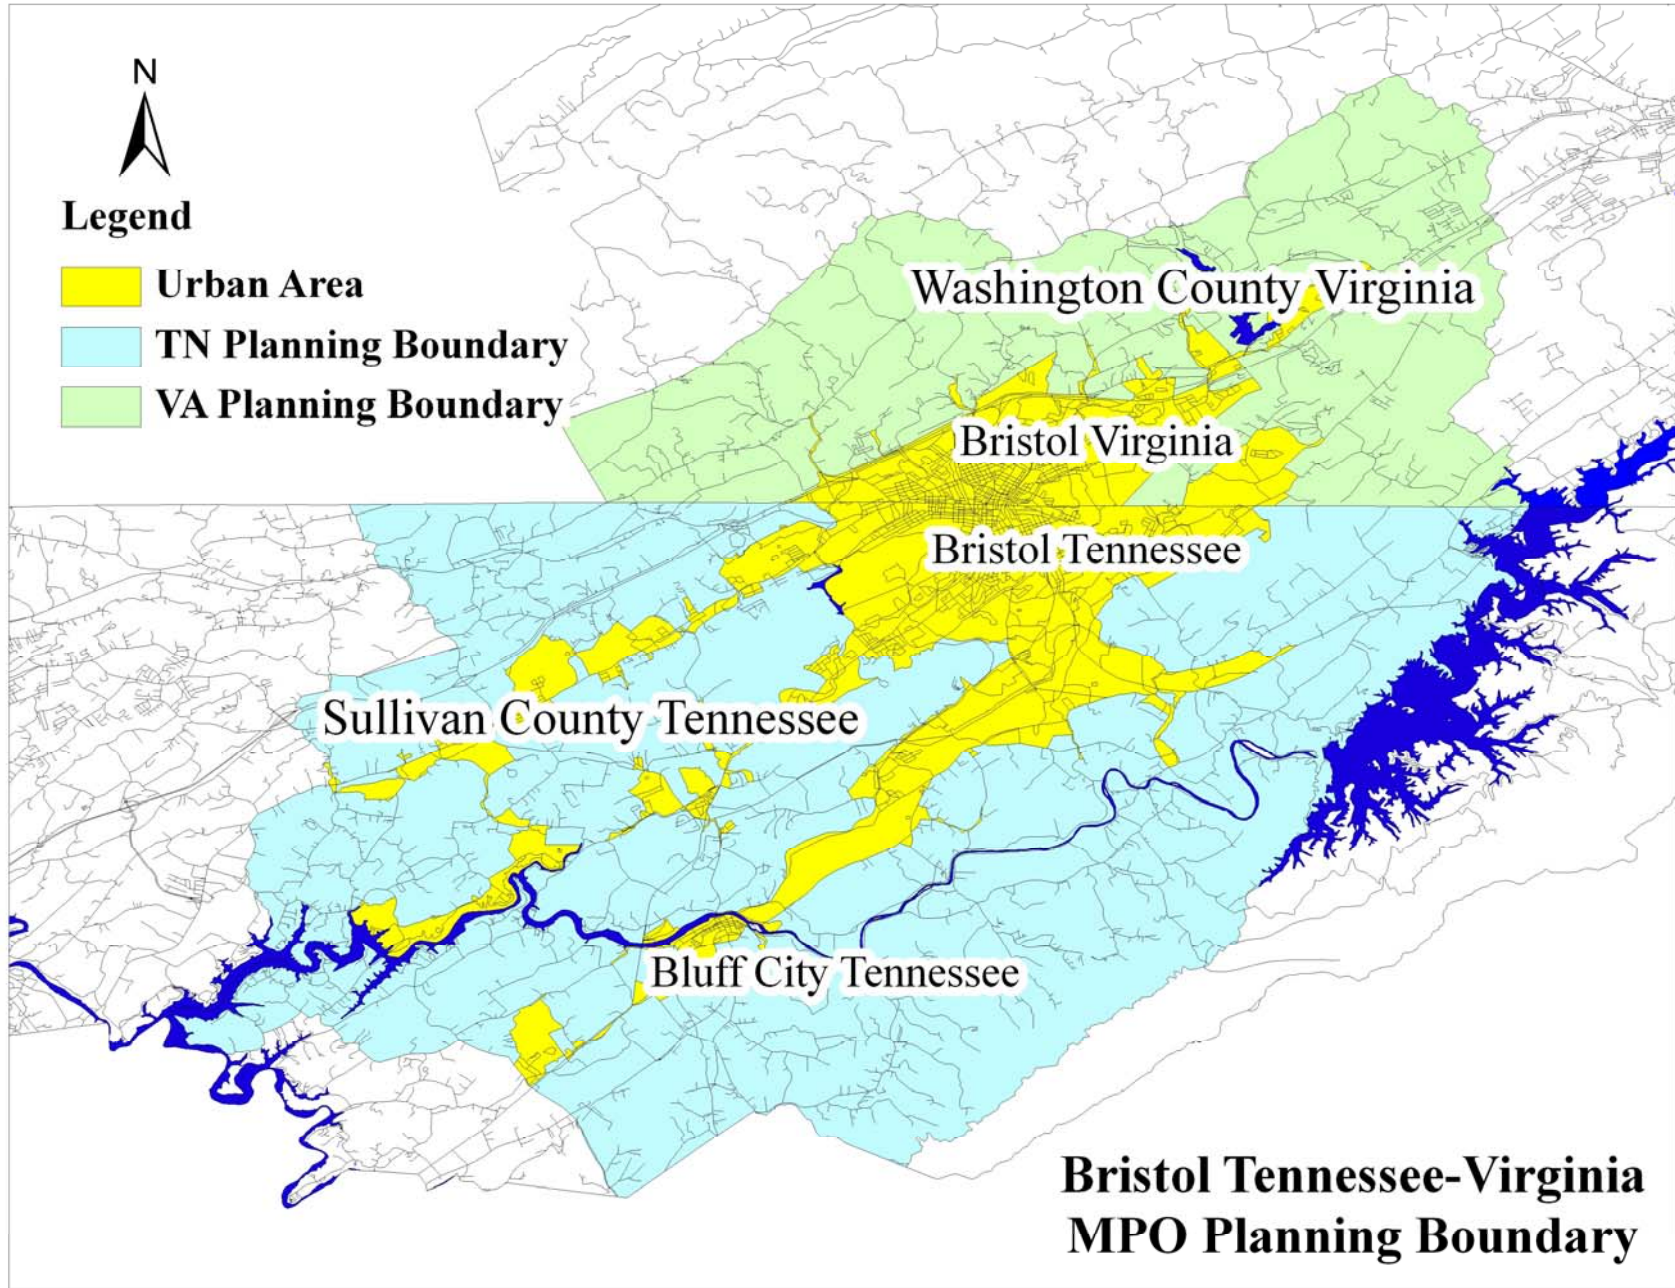 N
Legend
Urban Area
TN Planning Boundary
VA Planning Boundary
Washington County Virginia
Bristol Virginia
Bristol Tennessee
Sullivan County Tennessee
Bluff City Tennessee
Bristol Tennessee-Virginia
MPO Planning Boundary